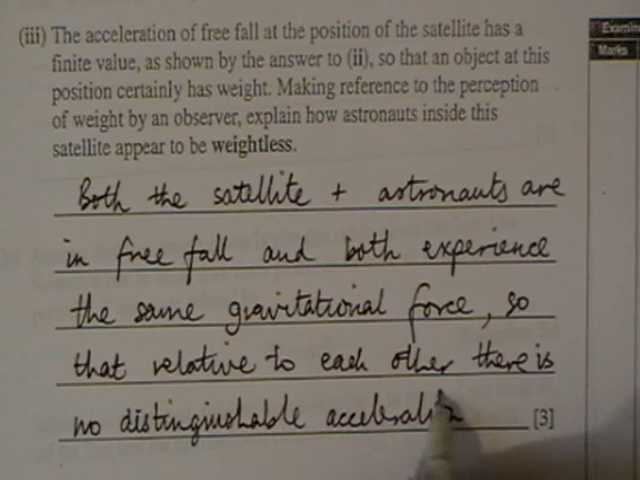 (iii) The acceleration of free fall at the position of the satellite has a
finite value, as shown by the answer to (ii), so that an object at this
position certainly has weight. Making reference to the perception
of weight by an observer, explain how astronauts inside this
satellite appear to be weightless.
Both the satellite + astronauts are
in free fall and both experience
the same gravitational force, so
that relative to each other there is
no distinguishable acceleratio
[3]
Examine
Marks